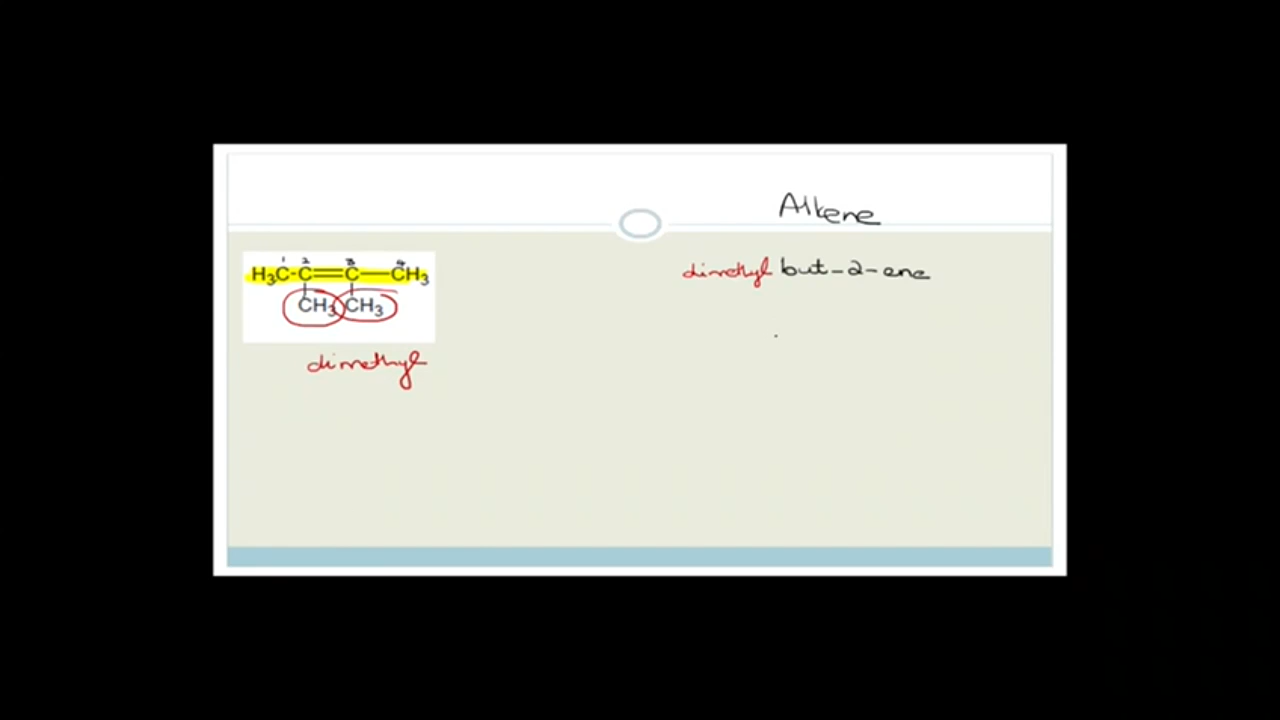 Alkene
1 2 3 4
H₃C-C=C—CH₃
CH₃ CH₃
dimethyl but-2-ene
dimethyl